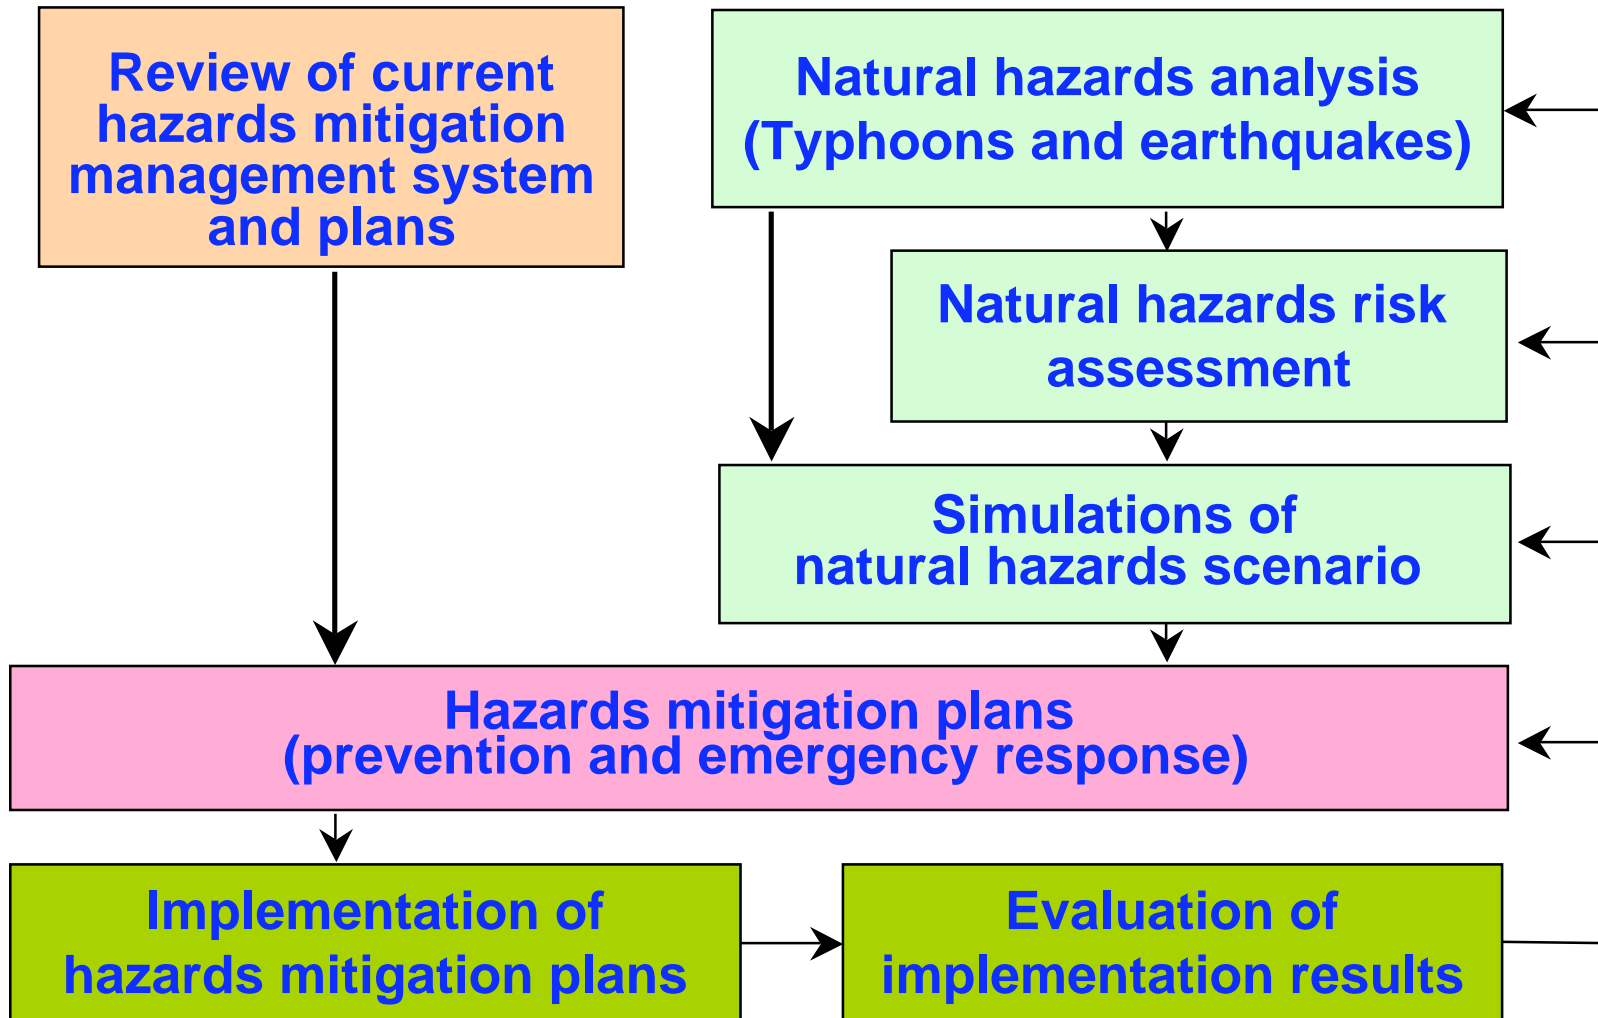 Review of current
hazards mitigation
management system
and plans
Natural hazards analysis
(Typhoons and earthquakes)
Natural hazards risk
assessment
Simulations of
natural hazards scenario
Hazards mitigation plans
(prevention and emergency response)
Implementation of
hazards mitigation plans
Evaluation of
implementation results